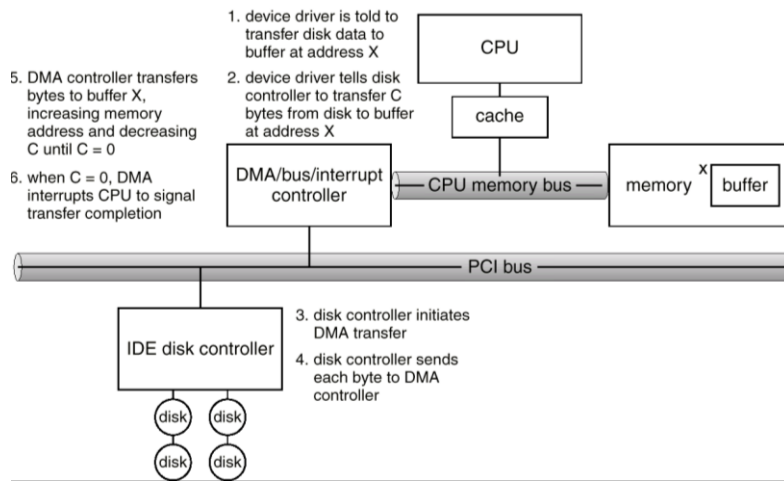 1. device driver is told to
transfer disk data to
buffer at address X
2. device driver tells disk
controller to transfer C
bytes from disk to buffer
at address X
5. DMA controller transfers
bytes to buffer X,
increasing memory
address and decreasing
C until C = 0
6. when C = 0, DMA
interrupts CPU to signal
transfer completion
CPU
cache
DMA/bus/interrupt
controller
CPU memory bus
memory
X
buffer
PCI bus
IDE disk controller
3. disk controller initiates
DMA transfer
4. disk controller sends
each byte to DMA
controller
disk
disk
disk
disk